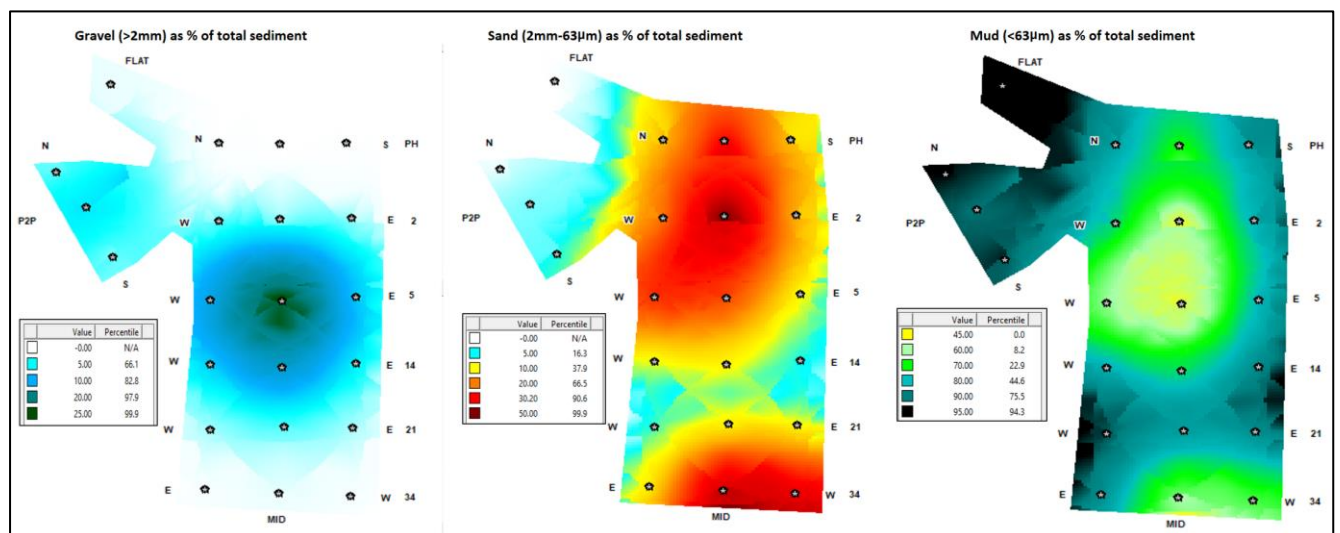 Gravel (>2mm) as % of total sediment
FLAT
N
N
S PH
P2P
W
E 2
S
W
E 5
W
E 14
W
E 21
E
W 34
MID
Value Percentile
-0.00 N/A
5.00 66.1
10.00 82.8
20.00 97.9
25.00 99.9
Sand (2mm-63µm) as % of total sediment
FLAT
N
N
S PH
P2P
W
E 2
S
W
E 5
W
E 14
W
E 21
E
W 34
MID
Value Percentile
-0.00 N/A
5.00 16.3
10.00 37.9
20.00 66.5
30.20 90.6
50.00 99.9
Mud (<63µm) as % of total sediment
FLAT
N
N
S PH
P2P
W
E 2
S
W
E 5
W
E 14
W
E 21
E
W 34
MID
Value Percentile
45.00 0.0
60.00 8.2
70.00 22.9
80.00 44.6
90.00 75.5
95.00 94.3